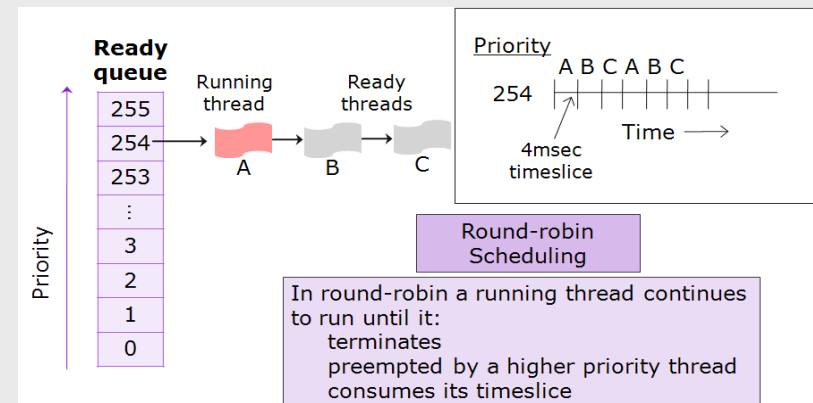 Ready
queue
255
254
253
⋮
3
2
1
0
Priority
Running
thread
Ready
threads
A
B
C
Priority
A B C A B C
254
Time
4msec
timeslice
Round-robin
Scheduling
In round-robin a running thread continues
to run until it:
terminates
preempted by a higher priority thread
consumes its timeslice